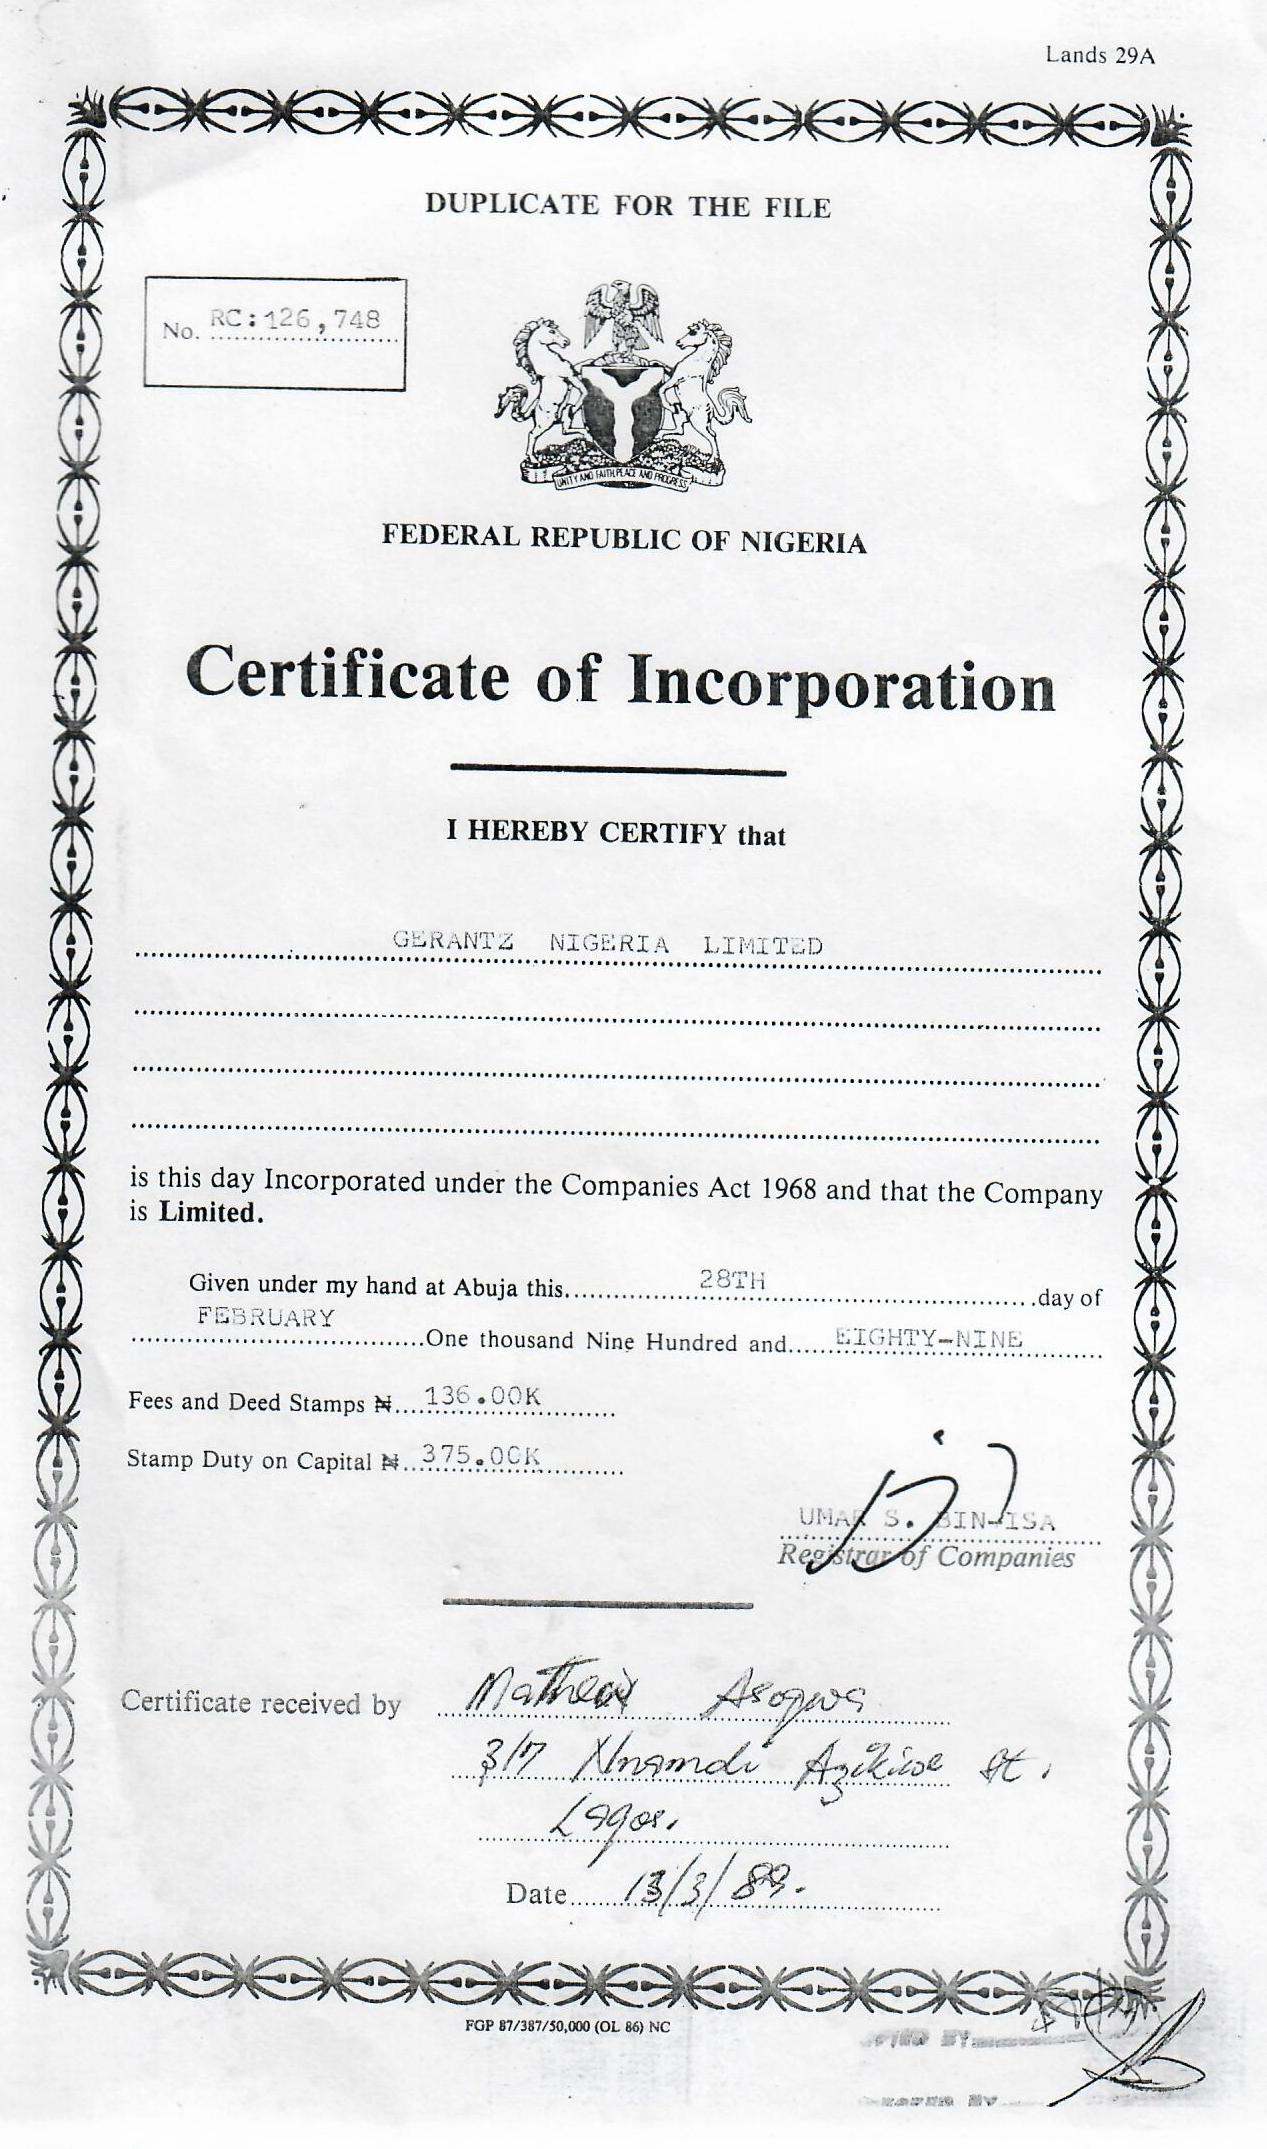 Lands 29A
DUPLICATE FOR THE FILE
No. RC:126,748
UNITY AND FAITH, PEACE AND PROGRESS
FEDERAL REPUBLIC OF NIGERIA
Certificate of Incorporation
I HEREBY CERTIFY that
GERANTZ NIGERIA LIMITED
is this day Incorporated under the Companies Act 1968 and that the Company
is Limited.
Given under my hand at Abuja this 28TH day of
FEBRUARY One thousand Nine Hundred and EIGHTY-NINE
Fees and Deed Stamps ₦ 136.00K
Stamp Duty on Capital ₦ 375.00K
UMAR S. BIN-ISA
Registrar of Companies
Certificate received by Mathew Asogwa
3/7 Nnamdi Azikiwe St.
Lagos.
Date 13/3/89.
FGP 87/387/50,000 (OL 86) NC
BY
BY